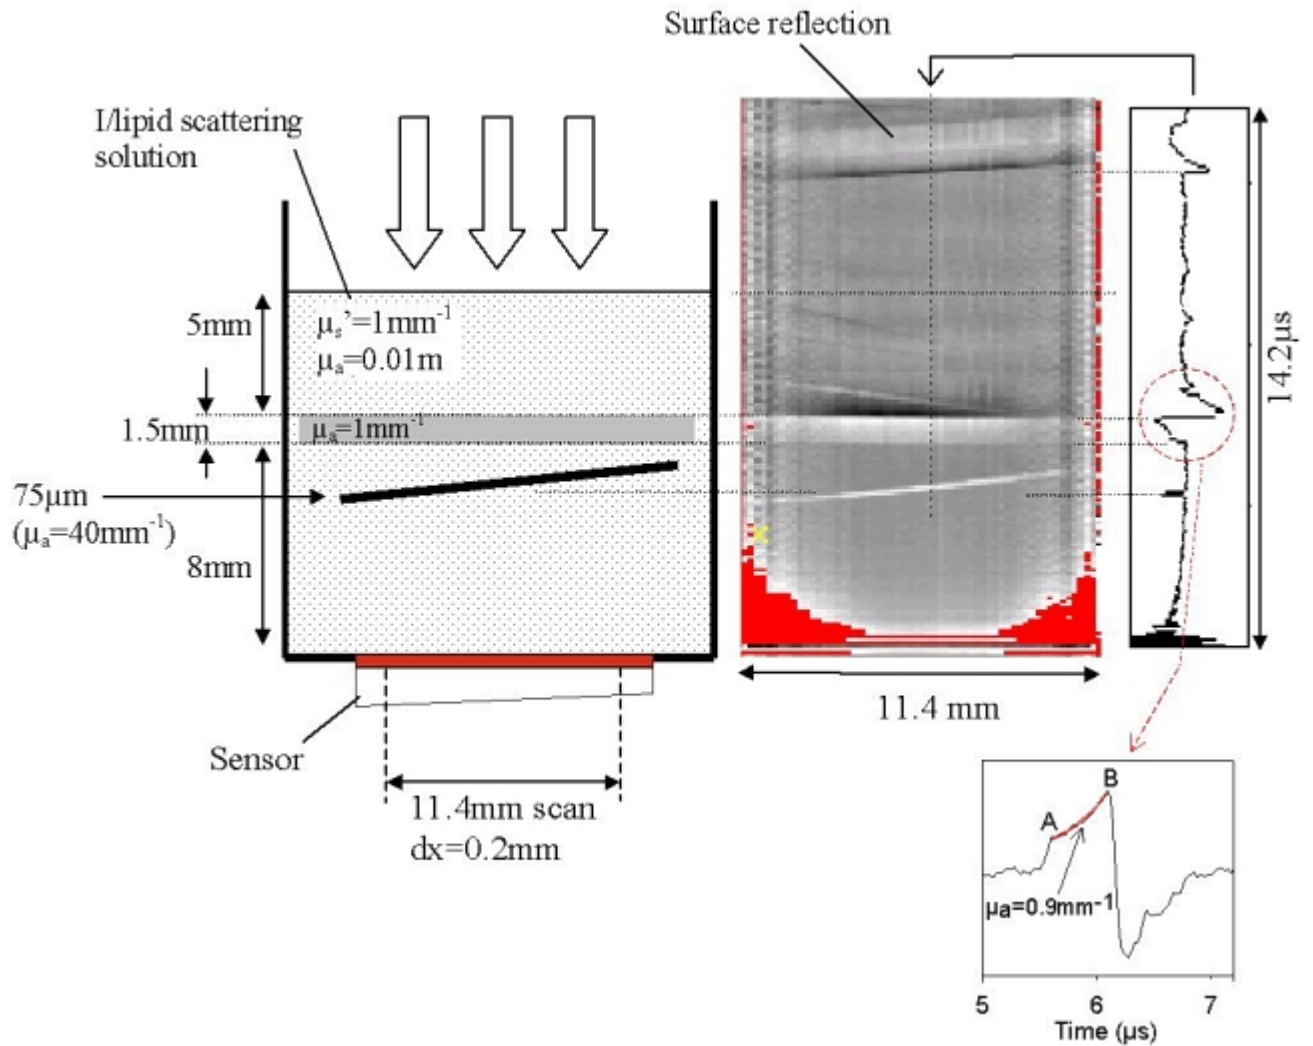 Surface reflection
I/lipid scattering
solution
5mm
μs'=1mm-1
μa=0.01m
1.5mm
μa=1mm-1
75μm
(μa=40mm-1)
8mm
14.2μs
11.4 mm
Sensor
11.4mm scan
dx=0.2mm
B
A
μa=0.9mm-1
5 6 7
Time (μs)